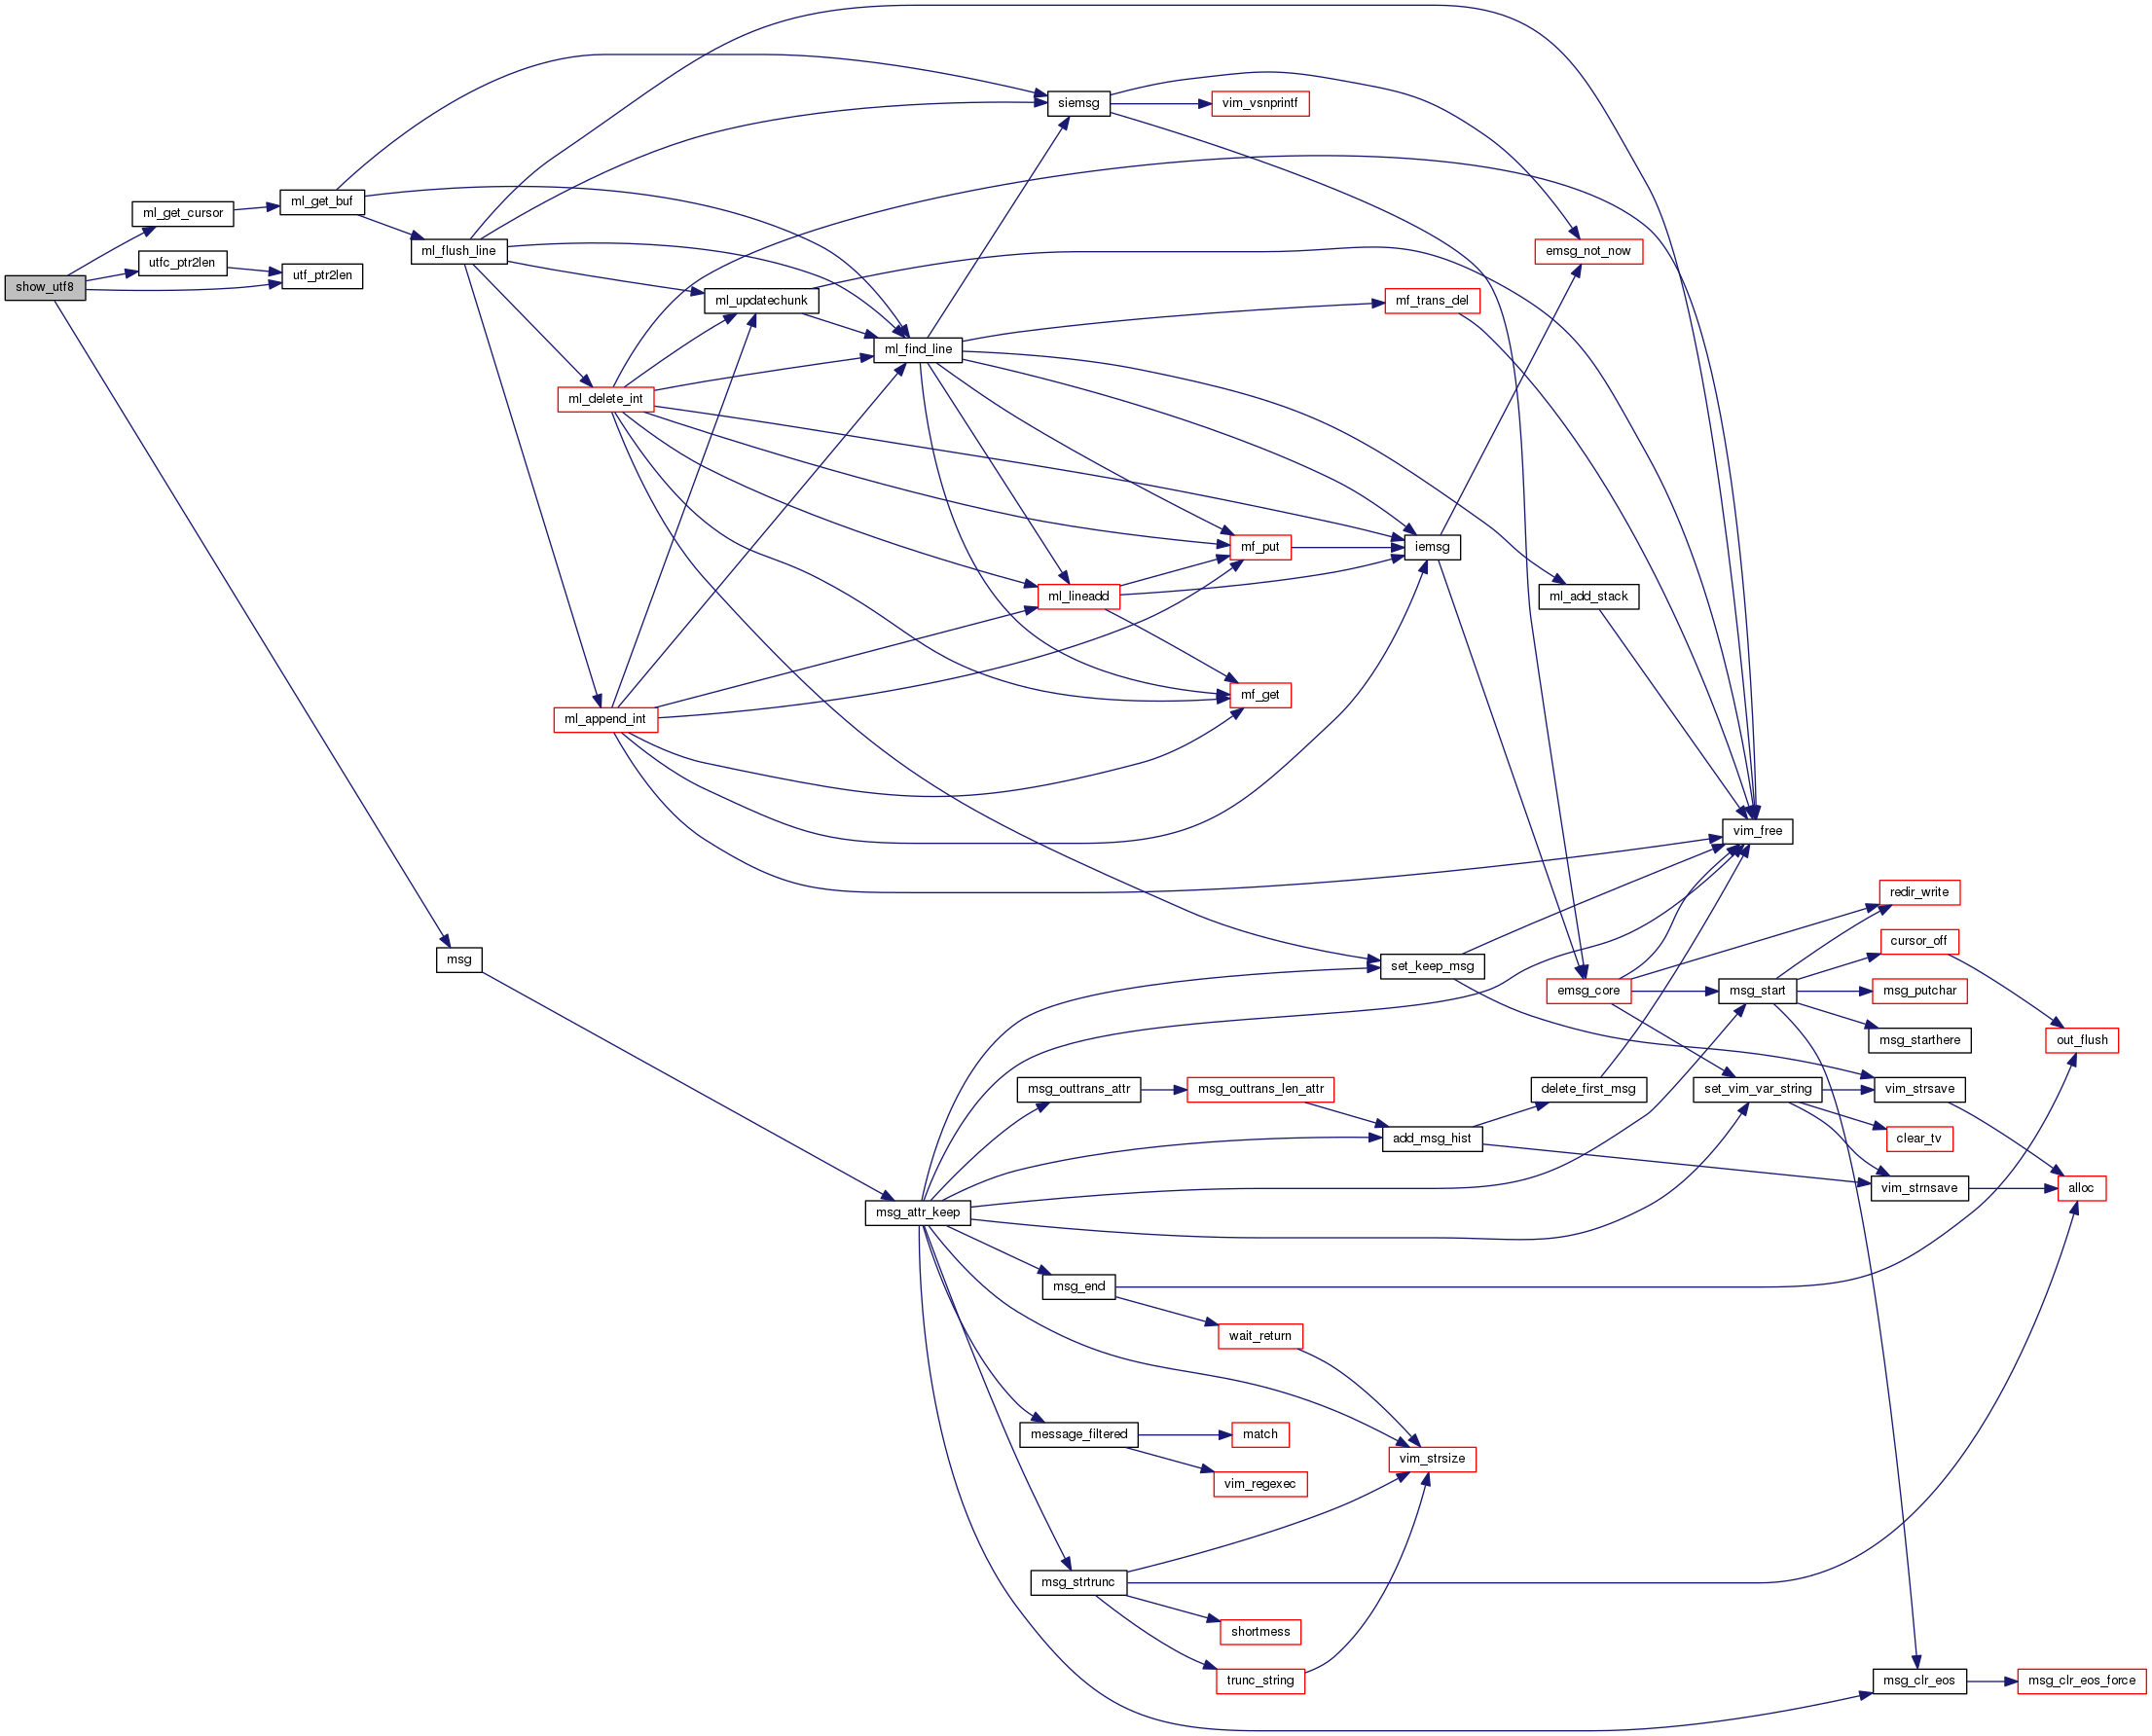 siemsg
vim_vsnprintf
ml_get_buf
ml_get_cursor
ml_flush_line
emsg_not_now
utfc_ptr2len
utf_ptr2len
show_utf8
ml_updatechunk
mf_trans_del
ml_find_line
ml_delete_int
mf_put
iemsg
ml_lineadd
ml_add_stack
mf_get
ml_append_int
vim_free
redir_write
cursor_off
msg
set_keep_msg
emsg_core
msg_start
msg_putchar
msg_starthere
out_flush
msg_outtrans_attr
msg_outtrans_len_attr
delete_first_msg
set_vim_var_string
vim_strsave
add_msg_hist
clear_tv
vim_strnsave
alloc
msg_attr_keep
msg_end
wait_return
message_filtered
match
vim_strsize
vim_regexec
msg_strtrunc
shortmess
trunc_string
msg_clr_eos
msg_clr_eos_force